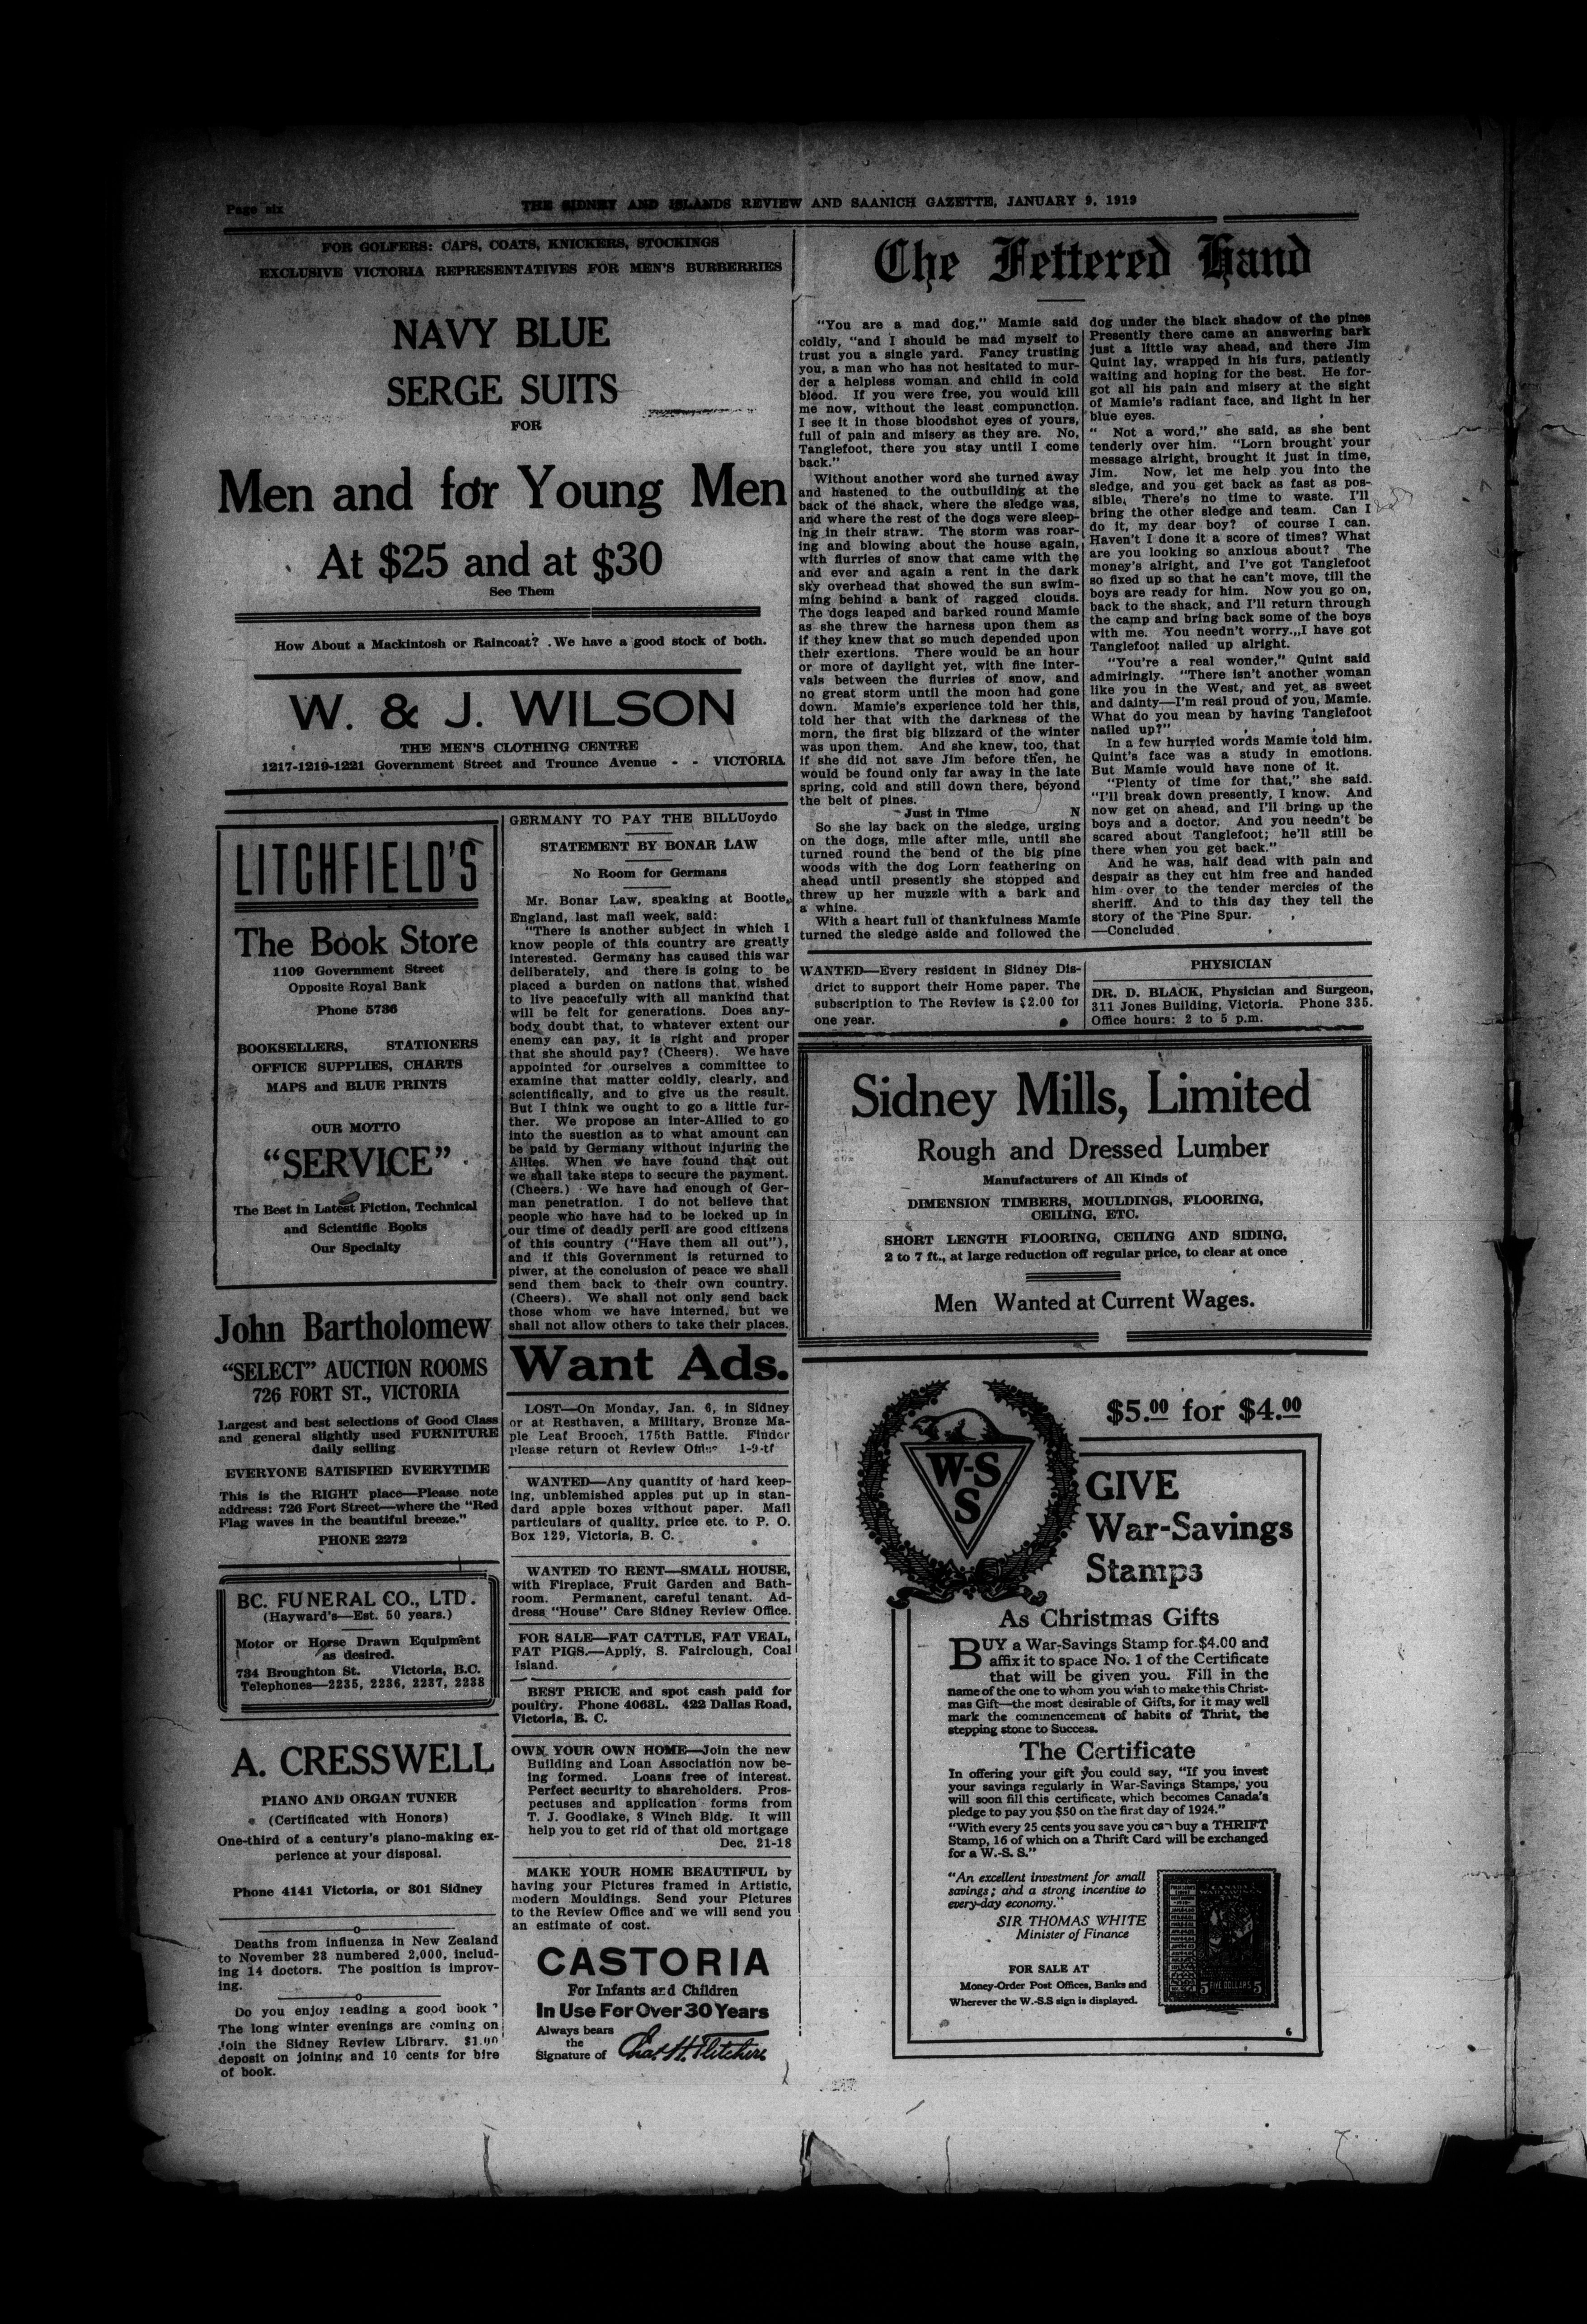 Page six
THE SIDNEY AND ISLANDS REVIEW AND SAANICH GAZETTE, JANUARY 9, 1919
FOR GOLFERS: CAPS, COATS, KNICKERS, STOCKINGS
EXCLUSIVE VICTORIA REPRESENTATIVES FOR MEN'S BURBERRIES
NAVY BLUE
SERGE SUITS
FOR
Men and for Young Men
At $25 and at $30
See Them
How About a Mackintosh or Raincoat? . We have a good stock of both.
W. & J. WILSON
THE MEN'S CLOTHING CENTRE
1217-1219-1221 Government Street and Trounce Avenue - - VICTORIA
LITCHFIELD'S
The Book Store
1109 Government Street
Opposite Royal Bank
Phone 5736
BOOKSELLERS, STATIONERS
OFFICE SUPPLIES, CHARTS
MAPS and BLUE PRINTS
OUR MOTTO
"SERVICE"
The Best in Latest Fiction, Technical
and Scientific Books
Our Specialty
John Bartholomew
"SELECT" AUCTION ROOMS
726 FORT ST., VICTORIA
Largest and best selections of Good Class
and general slightly used FURNITURE
daily selling
EVERYONE SATISFIED EVERYTIME
This is the RIGHT place—Please note
address: 726 Fort Street—where the "Red
Flag waves in the beautiful breeze."
PHONE 2272
BC. FUNERAL CO., LTD.
(Hayward's—Est. 50 years.)
Motor or Horse Drawn Equipment
as desired.
734 Broughton St. Victoria, B.C.
Telephones—2235, 2236, 2237, 2238
A. CRESSWELL
PIANO AND ORGAN TUNER
(Certificated with Honors)
One-third of a century's piano-making ex-
perience at your disposal.
Phone 4141 Victoria, or 301 Sidney
Deaths from influenza in New Zealand
to November 23 numbered 2,000, includ-
ing 14 doctors. The position is improv-
ing.
Do you enjoy reading a good book?
The long winter evenings are coming on
Join the Sidney Review Library. $1.00
deposit on joining and 10 cents for hire
of book.
GERMANY TO PAY THE BILLUoydo
STATEMENT BY BONAR LAW
No Room for Germans
Mr. Bonar Law, speaking at Bootle,
England, last mail week, said:
"There is another subject in which I
know people of this country are greatly
interested. Germany has caused this war
deliberately, and there is going to be
placed a burden on nations that wished
to live peacefully with all mankind that
will be felt for generations. Does any-
body doubt that, to whatever extent our
enemy can pay, it is right and proper
that she should pay? (Cheers). We have
appointed for ourselves a committee to
examine that matter coldly, clearly, and
scientifically, and to give us the result.
But I think we ought to go a little fur-
ther. We propose an inter-Allied to go
into the suestion as to what amount can
be paid by Germany without injuring the
Allies. When we have found that out
we shall take steps to secure the payment.
(Cheers.) We have had enough of Ger-
man penetration. I do not believe that
people who have had to be locked up in
our time of deadly peril are good citizens
of this country ("Have them all out"),
and if this Government is returned to
piwer, at the conclusion of peace we shall
send them back to their own country.
(Cheers). We shall not only send back
those whom we have interned, but we
shall not allow others to take their places.
Want Ads.
LOST—On Monday, Jan. 6, in Sidney
or at Resthaven, a Military, Bronze Ma-
ple Leaf Brooch, 175th Battle. Finder
please return ot Review Office 1-9-tf
WANTED—Any quantity of hard keep-
ing, unblemished apples put up in stan-
dard apple boxes without paper. Mail
particulars of quality, price etc. to P. O.
Box 129, Victoria, B. C.
WANTED TO RENT—SMALL HOUSE,
with Fireplace, Fruit Garden and Bath-
room. Permanent, careful tenant. Ad-
dress "House" Care Sidney Review Office.
FOR SALE—FAT CATTLE, FAT VEAL,
FAT PIGS.—Apply, S. Fairclough, Coal
Island.
BEST PRICE and spot cash paid for
poultry. Phone 4063L. 422 Dallas Road,
Victoria, B. C.
OWN YOUR OWN HOME—Join the new
Building and Loan Association now be-
ing formed. Loans free of interest.
Perfect security to shareholders. Pros-
pectuses and application forms from
T. J. Goodlake, 8 Winch Bldg. It will
help you to get rid of that old mortgage
Dec. 21-18
MAKE YOUR HOME BEAUTIFUL by
having your Pictures framed in Artistic,
modern Mouldings. Send your Pictures
to the Review Office and we will send you
an estimate of cost.
CASTORIA
For Infants and Children
In Use For Over 30 Years
Always bears
the
Signature of
Chas. H. Fletcher
The Fettered Hand
"You are a mad dog," Mamie said
coldly, "and I should be mad myself to
trust you a single yard. Fancy trusting
you, a man who has not hesitated to mur-
der a helpless woman and child in cold
blood. If you were free, you would kill
me now, without the least compunction.
I see it in those bloodshot eyes of yours,
full of pain and misery as they are. No,
Tanglefoot, there you stay until I come
back."
Without another word she turned away
and hastened to the outbuilding at the
back of the shack, where the sledge was,
and where the rest of the dogs were sleep-
ing in their straw. The storm was roar-
ing and blowing about the house again,
with flurries of snow that came with the
and ever and again a rent in the dark
sky overhead that showed the sun swim-
ming behind a bank of ragged clouds.
The dogs leaped and barked round Mamie
as she threw the harness upon them as
if they knew that so much depended upon
their exertions. There would be an hour
or more of daylight yet, with fine inter-
vals between the flurries of snow, and
no great storm until the moon had gone
down. Mamie's experience told her this,
told her that with the darkness of the
morn, the first big blizzard of the winter
was upon them. And she knew, too, that
if she did not save Jim before then, he
would be found only far away in the late
spring, cold and still down there, beyond
the belt of pines.
Just in Time N
So she lay back on the sledge, urging
on the dogs, mile after mile, until she
turned round the bend of the big pine
woods with the dog Lorn feathering on
ahead until presently she stopped and
threw up her muzzle with a bark and
a whine.
With a heart full of thankfulness Mamie
turned the sledge aside and followed the
dog under the black shadow of the pines
Presently there came an answering bark
just a little way ahead, and there Jim
Quint lay, wrapped in his furs, patiently
waiting and hoping for the best. He for-
got all his pain and misery at the sight
of Mamie's radiant face, and light in her
blue eyes.
" Not a word," she said, as she bent
tenderly over him. "Lorn brought your
message alright, brought it just in time,
Jim. Now, let me help you into the
sledge, and you get back as fast as pos-
sible. There's no time to waste. I'll
bring the other sledge and team. Can I
do it, my dear boy? of course I can.
Haven't I done it a score of times? What
are you looking so anxious about? The
money's alright, and I've got Tanglefoot
so fixed up so that he can't move, till the
boys are ready for him. Now you go on,
back to the shack, and I'll return through
the camp and bring back some of the boys
with me. You needn't worry.,,I have got
Tanglefoot nailed up alright.
"You're a real wonder," Quint said
admiringly. "There isn't another woman
like you in the West, and yet as sweet
and dainty—I'm real proud of you, Mamie.
What do you mean by having Tanglefoot
nailed up?"
In a few hurried words Mamie told him.
Quint's face was a study in emotions.
But Mamie would have none of it.
"Plenty of time for that," she said.
"I'll break down presently, I know. And
now get on ahead, and I'll bring up the
boys and a doctor. And you needn't be
scared about Tanglefoot; he'll still be
there when you get back."
And he was, half dead with pain and
despair as they cut him free and handed
him over to the tender mercies of the
sheriff. And to this day they tell the
story of the Pine Spur.
—Concluded
WANTED—Every resident in Sidney Dis-
drict to support their Home paper. The
subscription to The Review is $2.00 for
one year.
PHYSICIAN
DR. D. BLACK, Physician and Surgeon,
311 Jones Building, Victoria. Phone 335.
Office hours: 2 to 5 p.m.
Sidney Mills, Limited
Rough and Dressed Lumber
Manufacturers of All Kinds of
DIMENSION TIMBERS, MOULDINGS, FLOORING,
CEILING, ETC.
SHORT LENGTH FLOORING, CEILING AND SIDING,
2 to 7 ft., at large reduction off regular price, to clear at once
Men Wanted at Current Wages.
$5.00 for $4.00
W-S
S
GIVE
War-Savings
Stamps
As Christmas Gifts
BUY a War-Savings Stamp for $4.00 and
affix it to space No. 1 of the Certificate
that will be given you. Fill in the
name of the one to whom you wish to make this Christ-
mas Gift—the most desirable of Gifts, for it may well
mark the commencement of habits of Thrift, the
stepping stone to Success.
The Certificate
In offering your gift you could say, "If you invest
your savings regularly in War-Savings Stamps, you
will soon fill this certificate, which becomes Canada's
pledge to pay you $50 on the first day of 1924."
"With every 25 cents you save you can buy a THRIFT
Stamp, 16 of which on a Thrift Card will be exchanged
for a W.-S. S."
"An excellent investment for small
savings; and a strong incentive to
every-day economy."
SIR THOMAS WHITE
Minister of Finance
FOR SALE AT
Money-Order Post Offices, Banks and
Wherever the W.-S.S sign is displayed.
5 FIVE DOLLARS 5
6